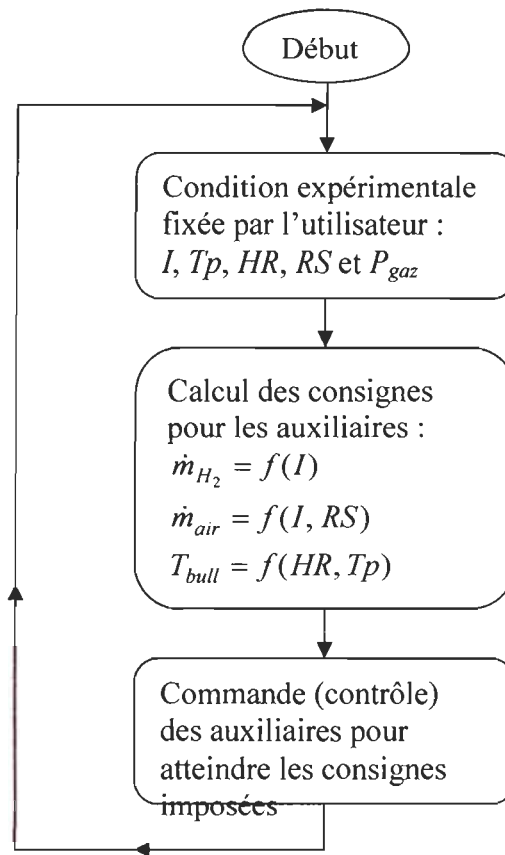 Début
Condition expérimentale
fixée par l'utilisateur :
I, Tp, HR, RS et P_gaz
Calcul des consignes
pour les auxiliaires :
ṁ_H₂ = f(I)
ṁ_air = f(I, RS)
T_bull = f(HR, Tp)
Commande (contrôle)
des auxiliaires pour
atteindre les consignes
imposées